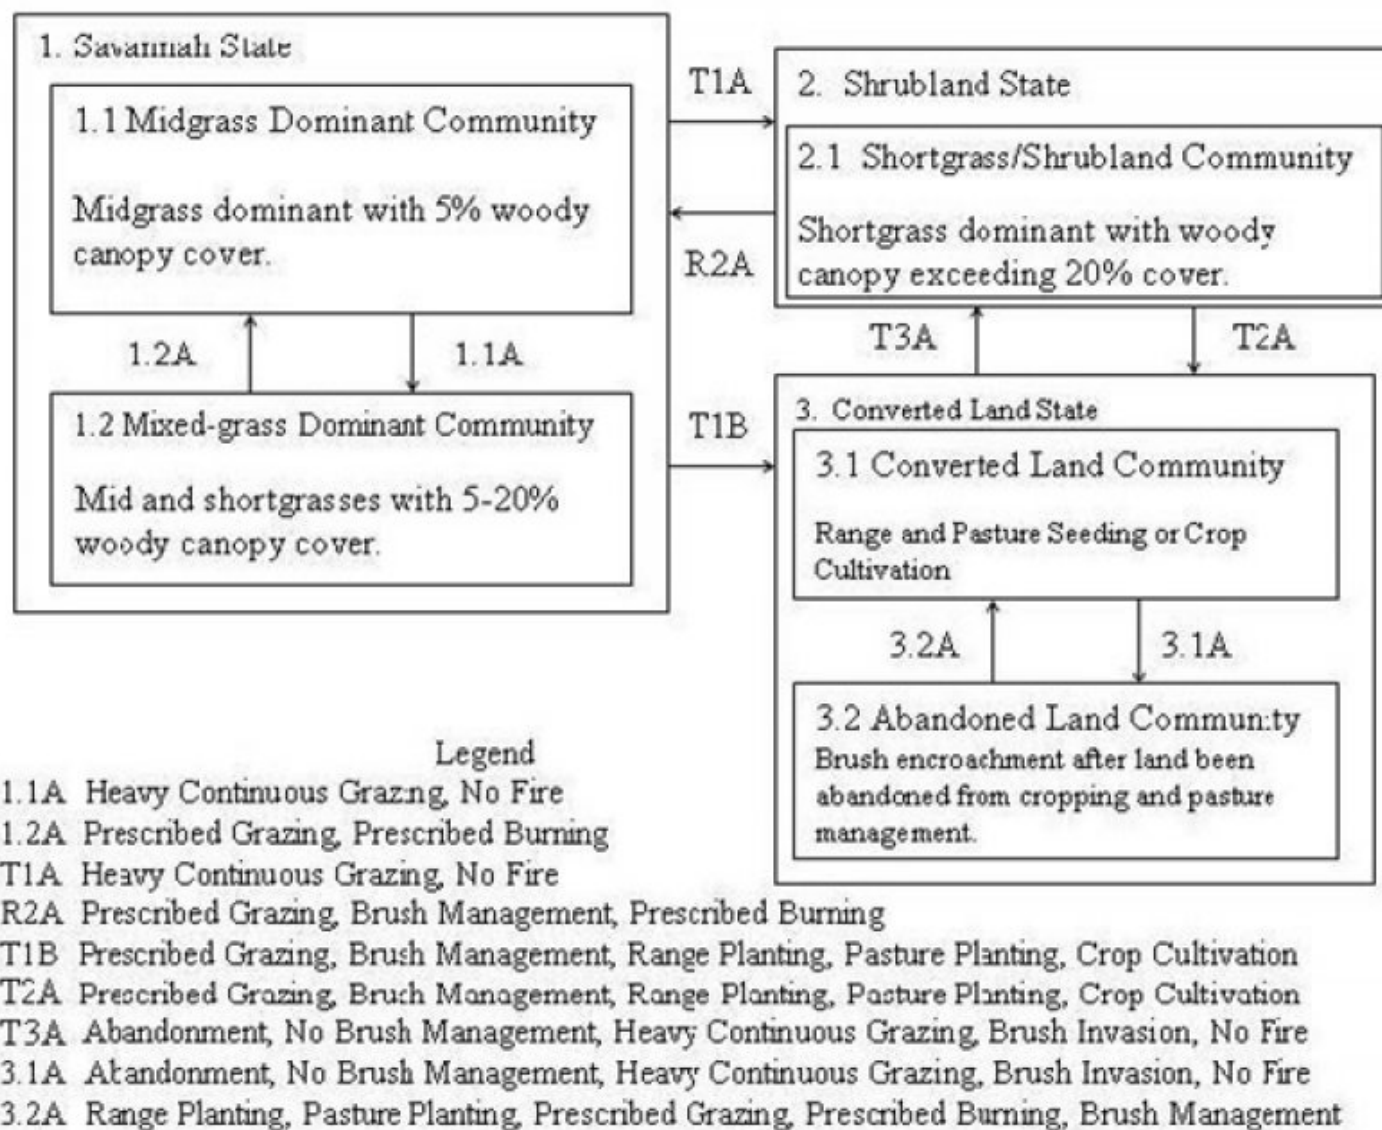 1. Savannah State
1.1 Midgrass Dominant Community
Midgrass dominant with 5% woody
canopy cover.
1.2A
1.1A
1.2 Mixed-grass Dominant Community
Mid and shortgrasses with 5-20%
woody canopy cover.
T1A
R2A
T1B
2. Shrubland State
2.1 Shortgrass/Shrubland Community
Shortgrass dominant with woody
canopy exceeding 20% cover.
T3A
T2A
3. Converted Land State
3.1 Converted Land Community
Range and Pasture Seeding or Crop
Cultivation
3.2A
3.1A
3.2 Abandoned Land Community
Brush encroachment after land been
abandoned from cropping and pasture
management.
Legend
1.1A Heavy Continuous Grazing, No Fire
1.2A Prescribed Grazing, Prescribed Burning
T1A Heavy Continuous Grazing, No Fire
R2A Prescribed Grazing, Brush Management, Prescribed Burning
T1B Prescribed Grazing, Brush Management, Range Planting, Pasture Planting, Crop Cultivation
T2A Prescribed Grazing, Brush Management, Range Planting, Pasture Planting, Crop Cultivation
T3A Abandonment, No Brush Management, Heavy Continuous Grazing, Brush Invasion, No Fire
3.1A Abandonment, No Brush Management, Heavy Continuous Grazing, Brush Invasion, No Fire
3.2A Range Planting, Pasture Planting, Prescribed Grazing, Prescribed Burning, Brush Management